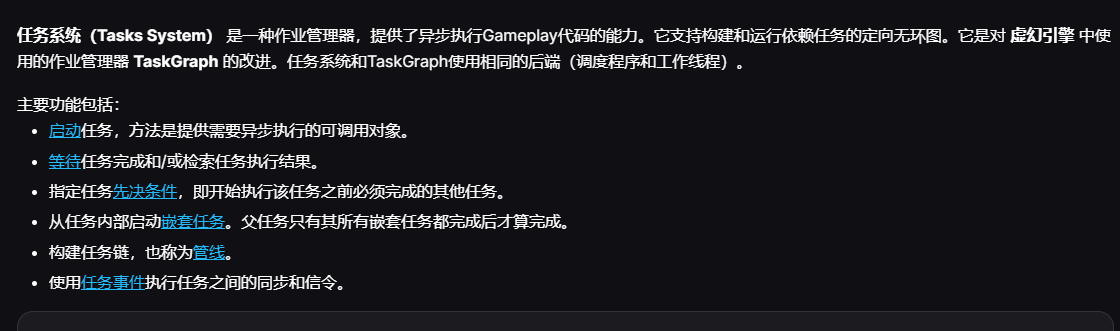 任务系统（Tasks System） 是一种作业管理器，提供了异步执行Gameplay代码的能力。它支持构建和运行依赖任务的定向无环图。它是对 虚幻引擎 中使
用的作业管理器 TaskGraph 的改进。任务系统和TaskGraph使用相同的后端（调度程序和工作线程）。
主要功能包括：
• 启动任务，方法是提供需要异步执行的可调用对象。
• 等待任务完成和/或检索任务执行结果。
• 指定任务先决条件，即开始执行该任务之前必须完成的其他任务。
• 从任务内部启动嵌套任务。父任务只有其所有嵌套任务都完成后才算完成。
• 构建任务链，也称为管线。
• 使用任务事件执行任务之间的同步和信令。